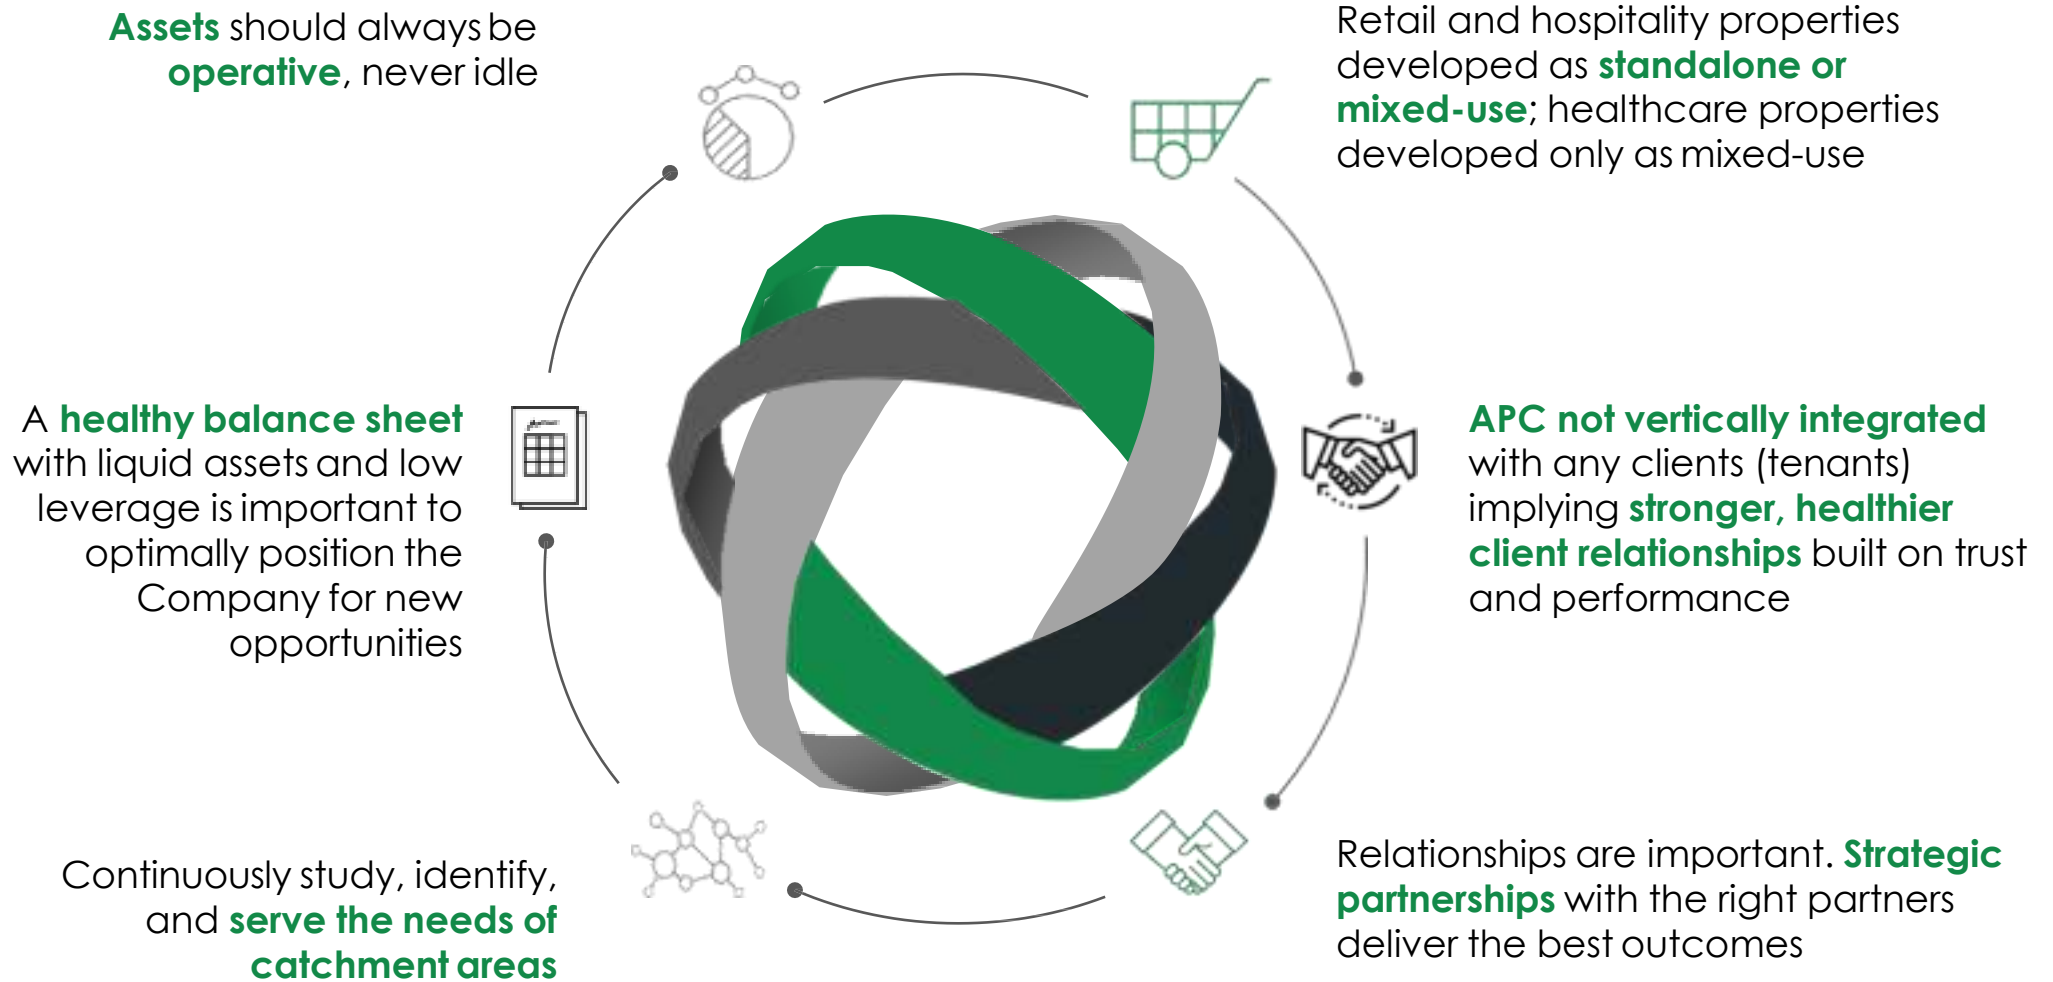 Assets should always be
operative, never idle
Retail and hospitality properties
developed as standalone or
mixed-use; healthcare properties
developed only as mixed-use
A healthy balance sheet
with liquid assets and low
leverage is important to
optimally position the
Company for new
opportunities
APC not vertically integrated
with any clients (tenants)
implying stronger, healthier
client relationships built on trust
and performance
Continuously study, identify,
and serve the needs of
catchment areas
Relationships are important. Strategic
partnerships with the right partners
deliver the best outcomes